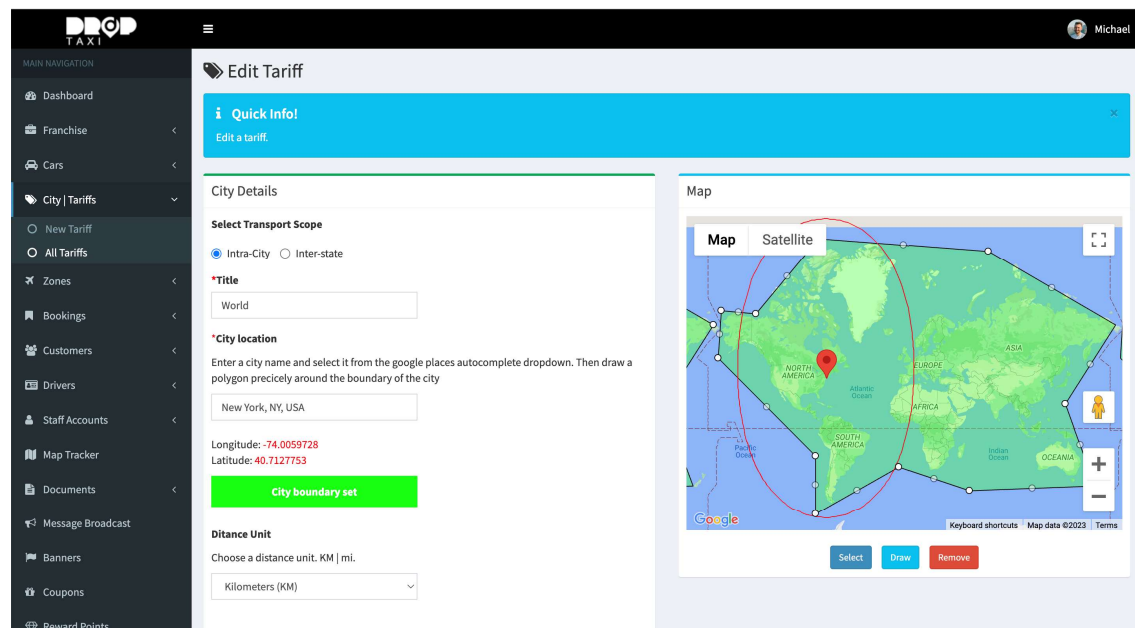 DROP
TAXI
Michael
MAIN NAVIGATION
Dashboard
Franchise
Cars
City | Tariffs
New Tariff
All Tariffs
Zones
Bookings
Customers
Drivers
Staff Accounts
Map Tracker
Documents
Message Broadcast
Banners
Coupons
Reward Points
Edit Tariff
Quick Info!
×
Edit a tariff.
City Details
Select Transport Scope
Intra-City
Inter-state
*Title
World
*City location
Enter a city name and select it from the google places autocomplete dropdown. Then draw a
polygon precicely around the boundary of the city
New York, NY, USA
Longitude: -74.0059728
Latitude: 40.7127753
City boundary set
Ditance Unit
Choose a distance unit. KM | mi.
Kilometers (KM)
Map
Map
Satellite
ASIA
NORTH
AMERICA
EUROPE
Atlantic
Ocean
AFRICA
SOUTH
AMERICA
Pacific
Ocean
Indian
Ocean
OCEANIA
Google
Keyboard shortcuts
Map data ©2023
Terms
Select
Draw
Remove